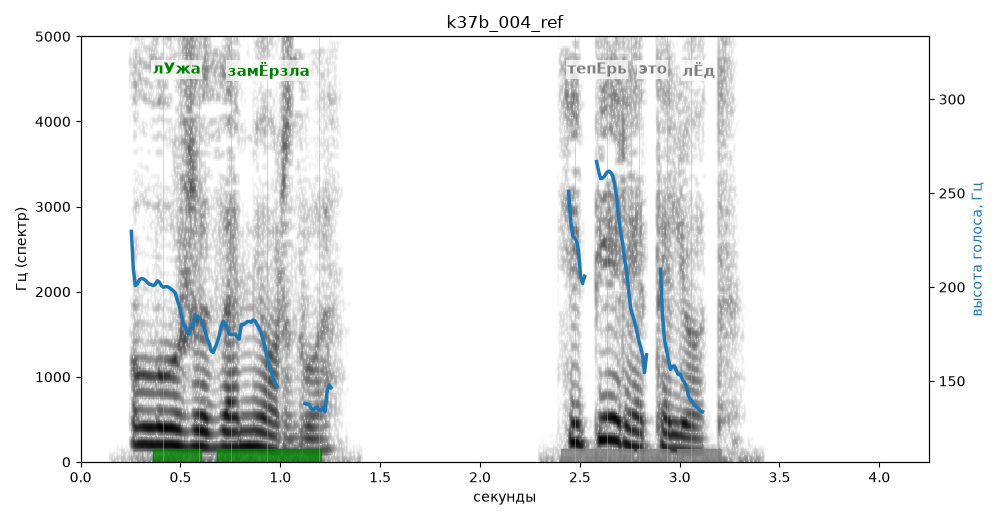 k37b_004_ref
лУжа замЁрзла тепЕрь это лЁд
5000
4000
3000
2000
1000
0
Гц (спектр)
300
250
200
150
высота голоса, Гц
0.0 0.5 1.0 1.5 2.0 2.5 3.0 3.5 4.0
секунды